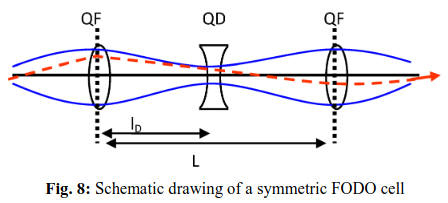 QF QD QF
l_D
L
Fig. 8: Schematic drawing of a symmetric FODO cell